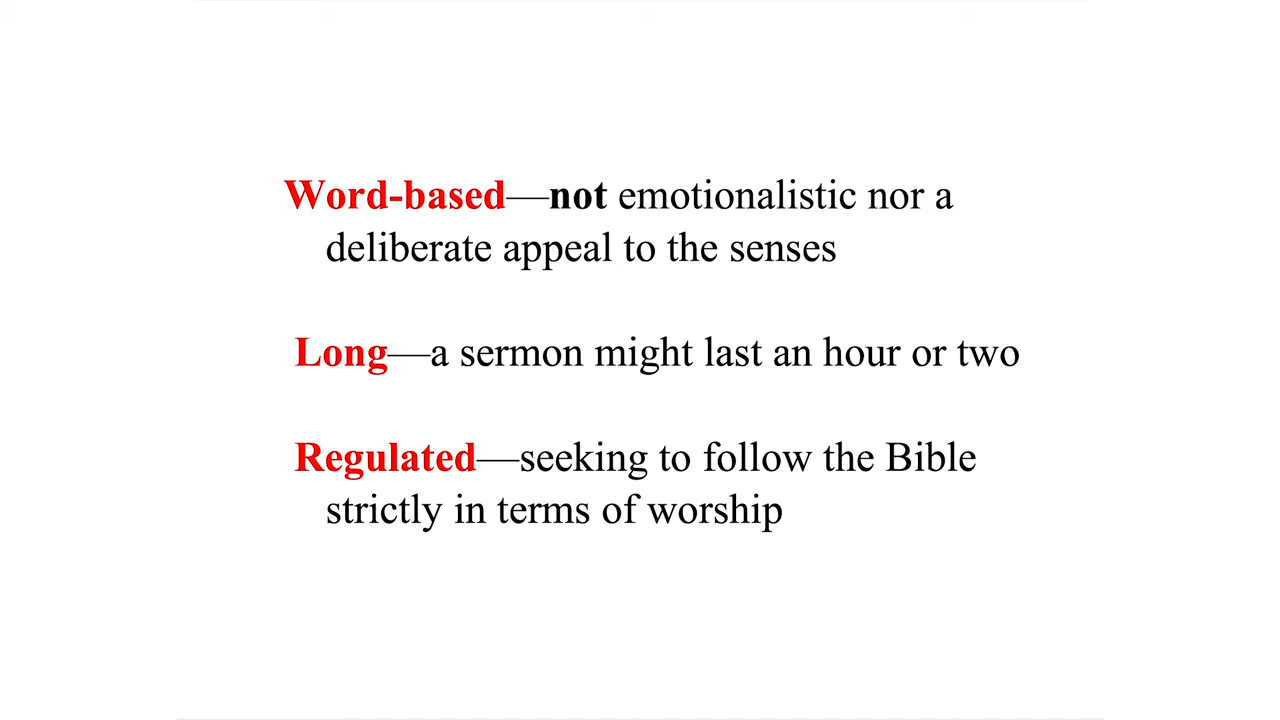 Word-based—not emotionalistic nor a
deliberate appeal to the senses
Long—a sermon might last an hour or two
Regulated—seeking to follow the Bible
strictly in terms of worship